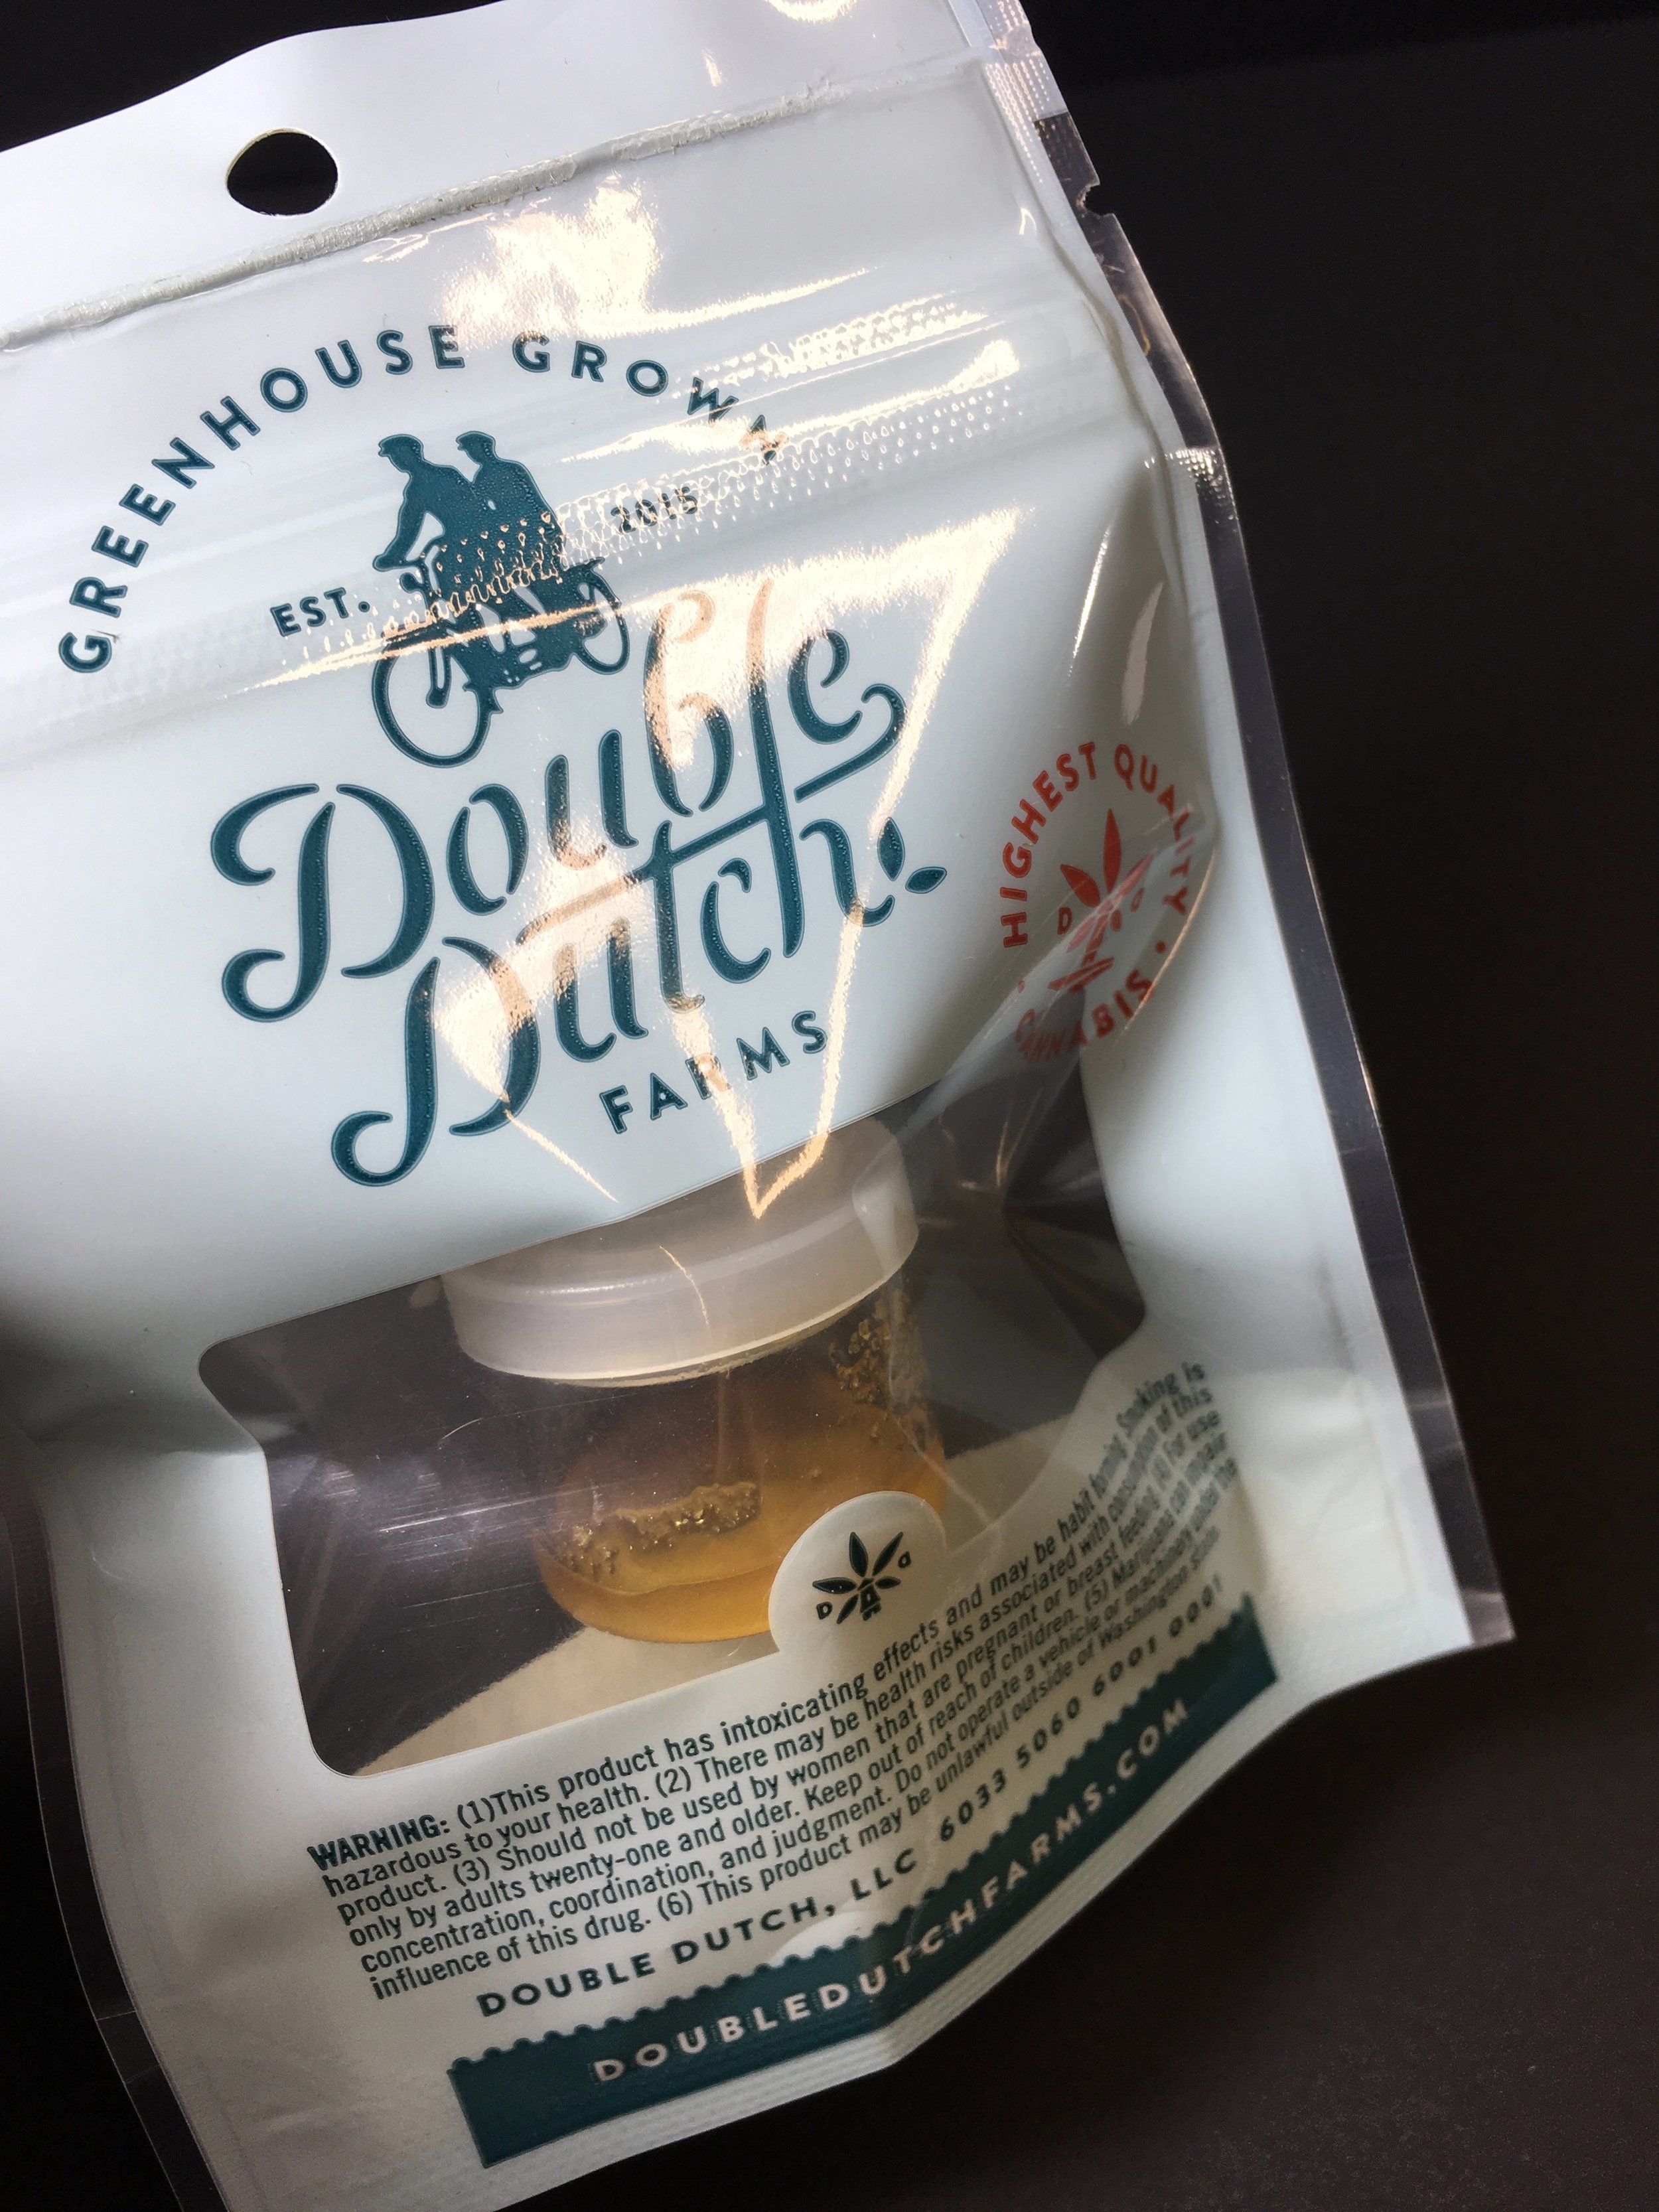 GREENHOUSE GROWN
EST. 2015
Double
Dutch
FARMS
HIGHEST QUALITY
CANNABIS
D D
D d
WARNING: (1)This product has intoxicating effects and may be habit forming Smoking is
hazardous to your health. (2) There may be health risks associated with consumption of this
product. (3) Should not be used by women that are pregnant or breast feeding (4) For use
only by adults twenty-one and older. Keep out of reach of children. (5) Marijuana can impair
concentration, coordination, and judgment. Do not operate a vehicle or machinery under the
influence of this drug. (6) This product may be unlawful outside of Washington State
DOUBLE DUTCH, LLC 6033 5060 6001 0001
DOUBLEDUTCHFARMS.COM